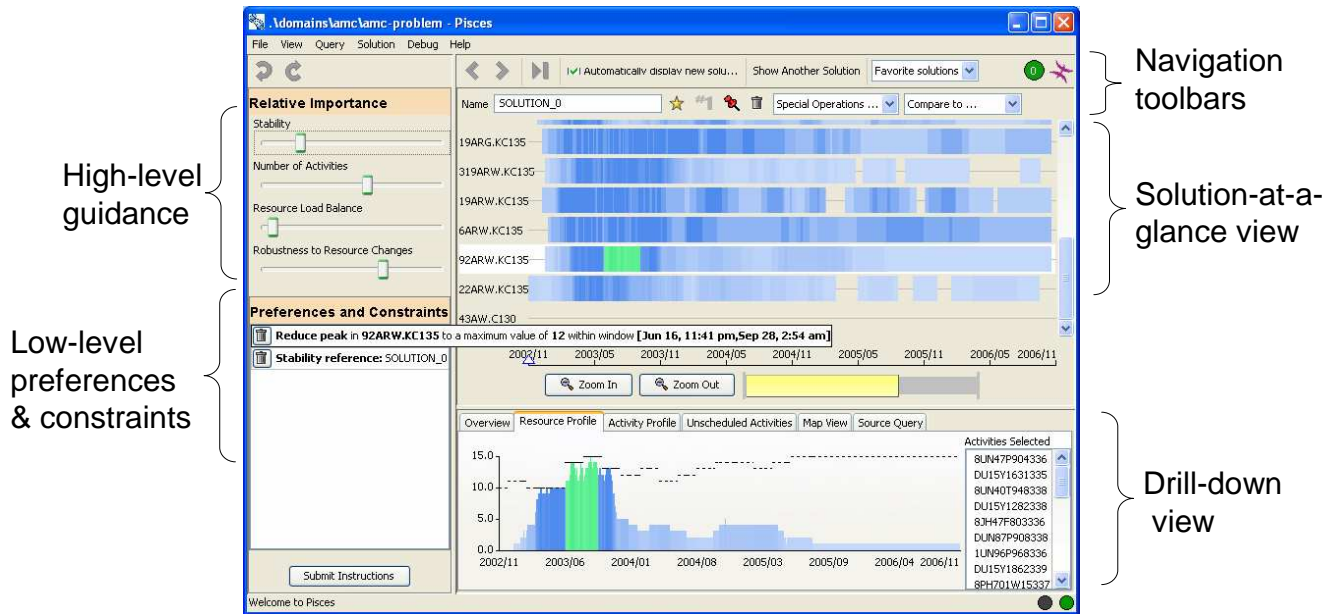 .\domains\amc\amc-problem - Pisces
File View Query Solution Debug Help
Automatically display new solu... Show Another Solution Favorite solutions 0
Relative Importance
Stability
Number of Activities
Resource Load Balance
Robustness to Resource Changes
Preferences and Constraints
Reduce peak in 92ARW.KC135 to a maximum value of 12 within window [Jun 16, 11:41 pm,Sep 28, 2:54 am]
Stability reference: SOLUTION_0
Submit Instructions
Welcome to Pisces
Name SOLUTION_0 #1 Special Operations ... Compare to ...
19ARG.KC135
319ARW.KC135
19ARW.KC135
6ARW.KC135
92ARW.KC135
22ARW.KC135
43AW.C130
2002/11 2003/05 2003/11 2004/05 2004/11 2005/05 2005/11 2006/05 2006/11
Zoom In Zoom Out
Overview Resource Profile Activity Profile Unscheduled Activities Map View Source Query
15.0
10.0
5.0
0.0
2002/11 2003/06 2004/01 2004/08 2005/03 2005/09 2006/04 2006/11
Activities Selected
8UN47P904336
DU15Y1631335
8UN40T948338
DU15Y1282338
8JH47F803336
DUN87P908338
1UN96P968336
DU15Y1862339
8PH701W15337
High-level
guidance
Low-level
preferences
& constraints
Navigation
toolbars
Solution-at-a-
glance view
Drill-down
view